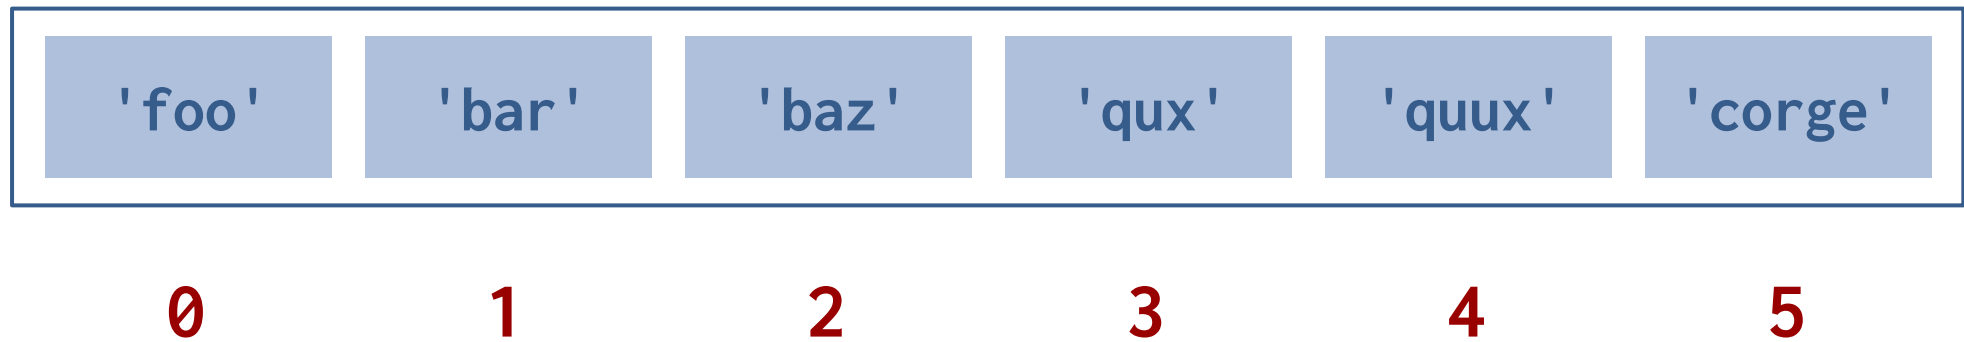 'foo' 'bar' 'baz' 'qux' 'quux' 'corge'
0 1 2 3 4 5